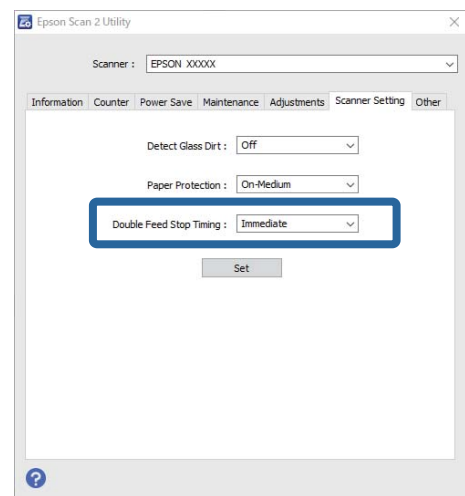 Epson Scan 2 Utility
Scanner : EPSON XXXXX
Information Counter Power Save Maintenance Adjustments Scanner Setting Other
Detect Glass Dirt : Off
Paper Protection : On-Medium
Double Feed Stop Timing : Immediate
Set
?